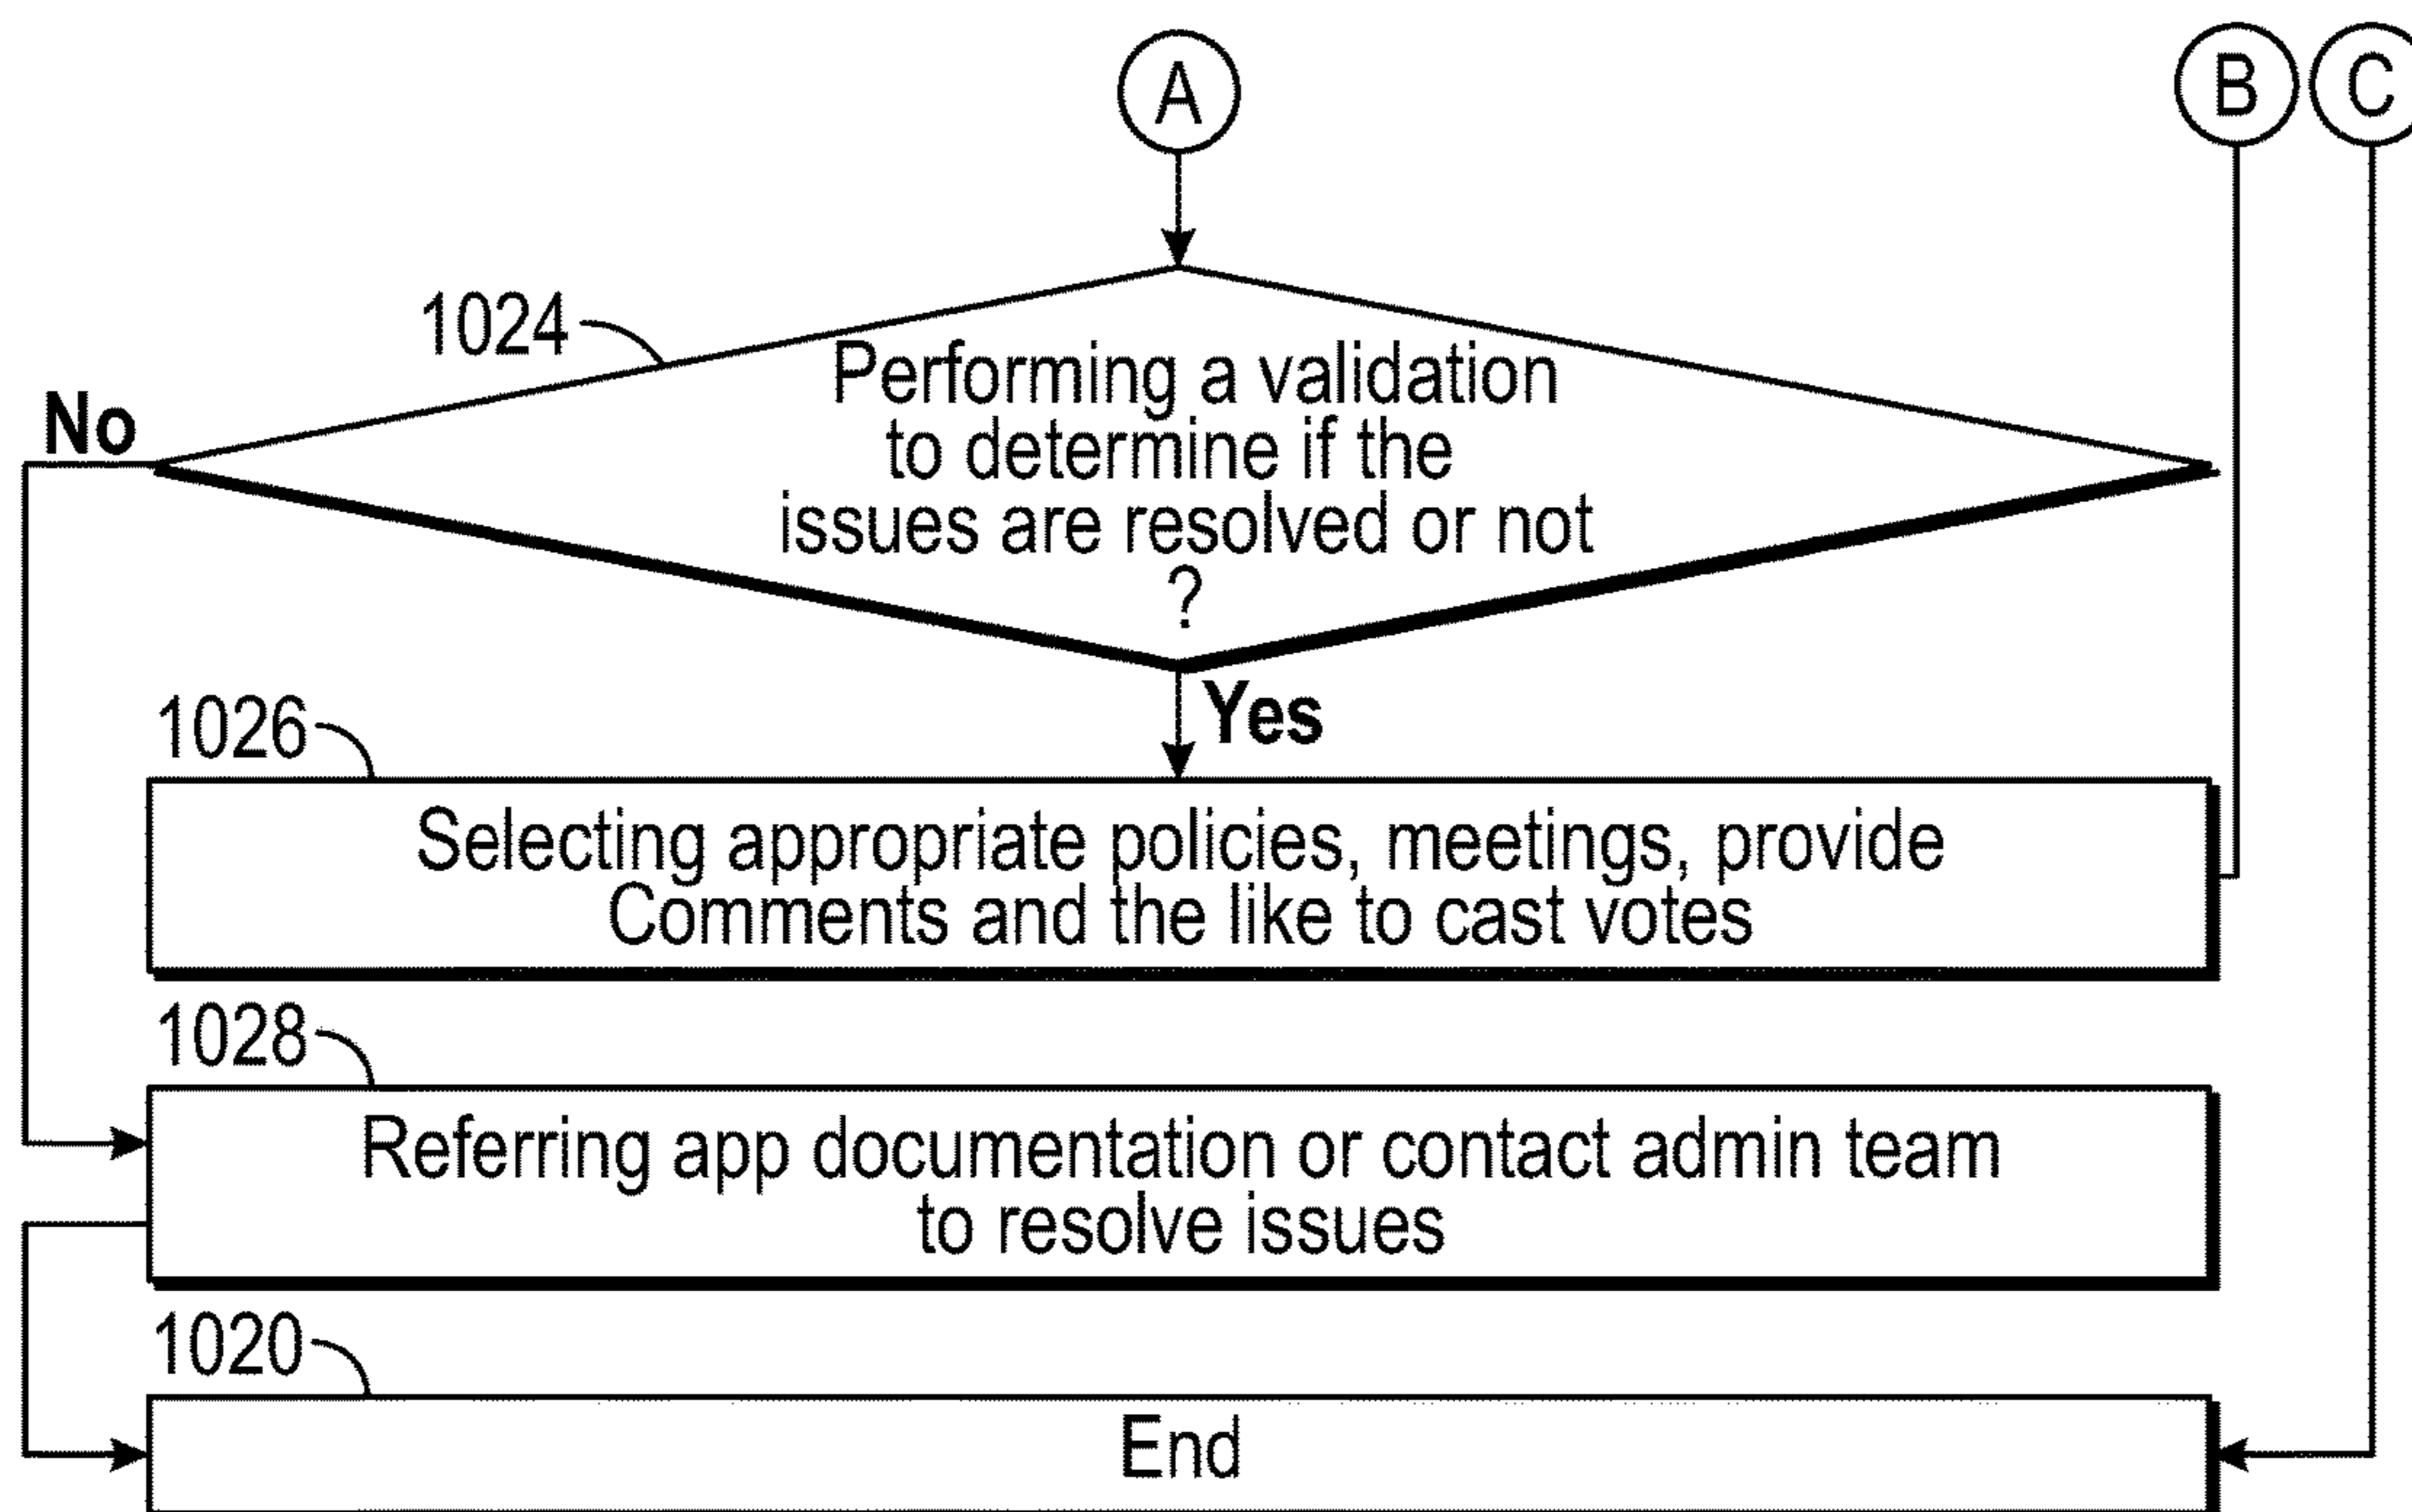 A
B
C
1024
Performing a validation
to determine if the
issues are resolved or not
?
No
Yes
1026
Selecting appropriate policies, meetings, provide
Comments and the like to cast votes
1028
Referring app documentation or contact admin team
to resolve issues
1020
End